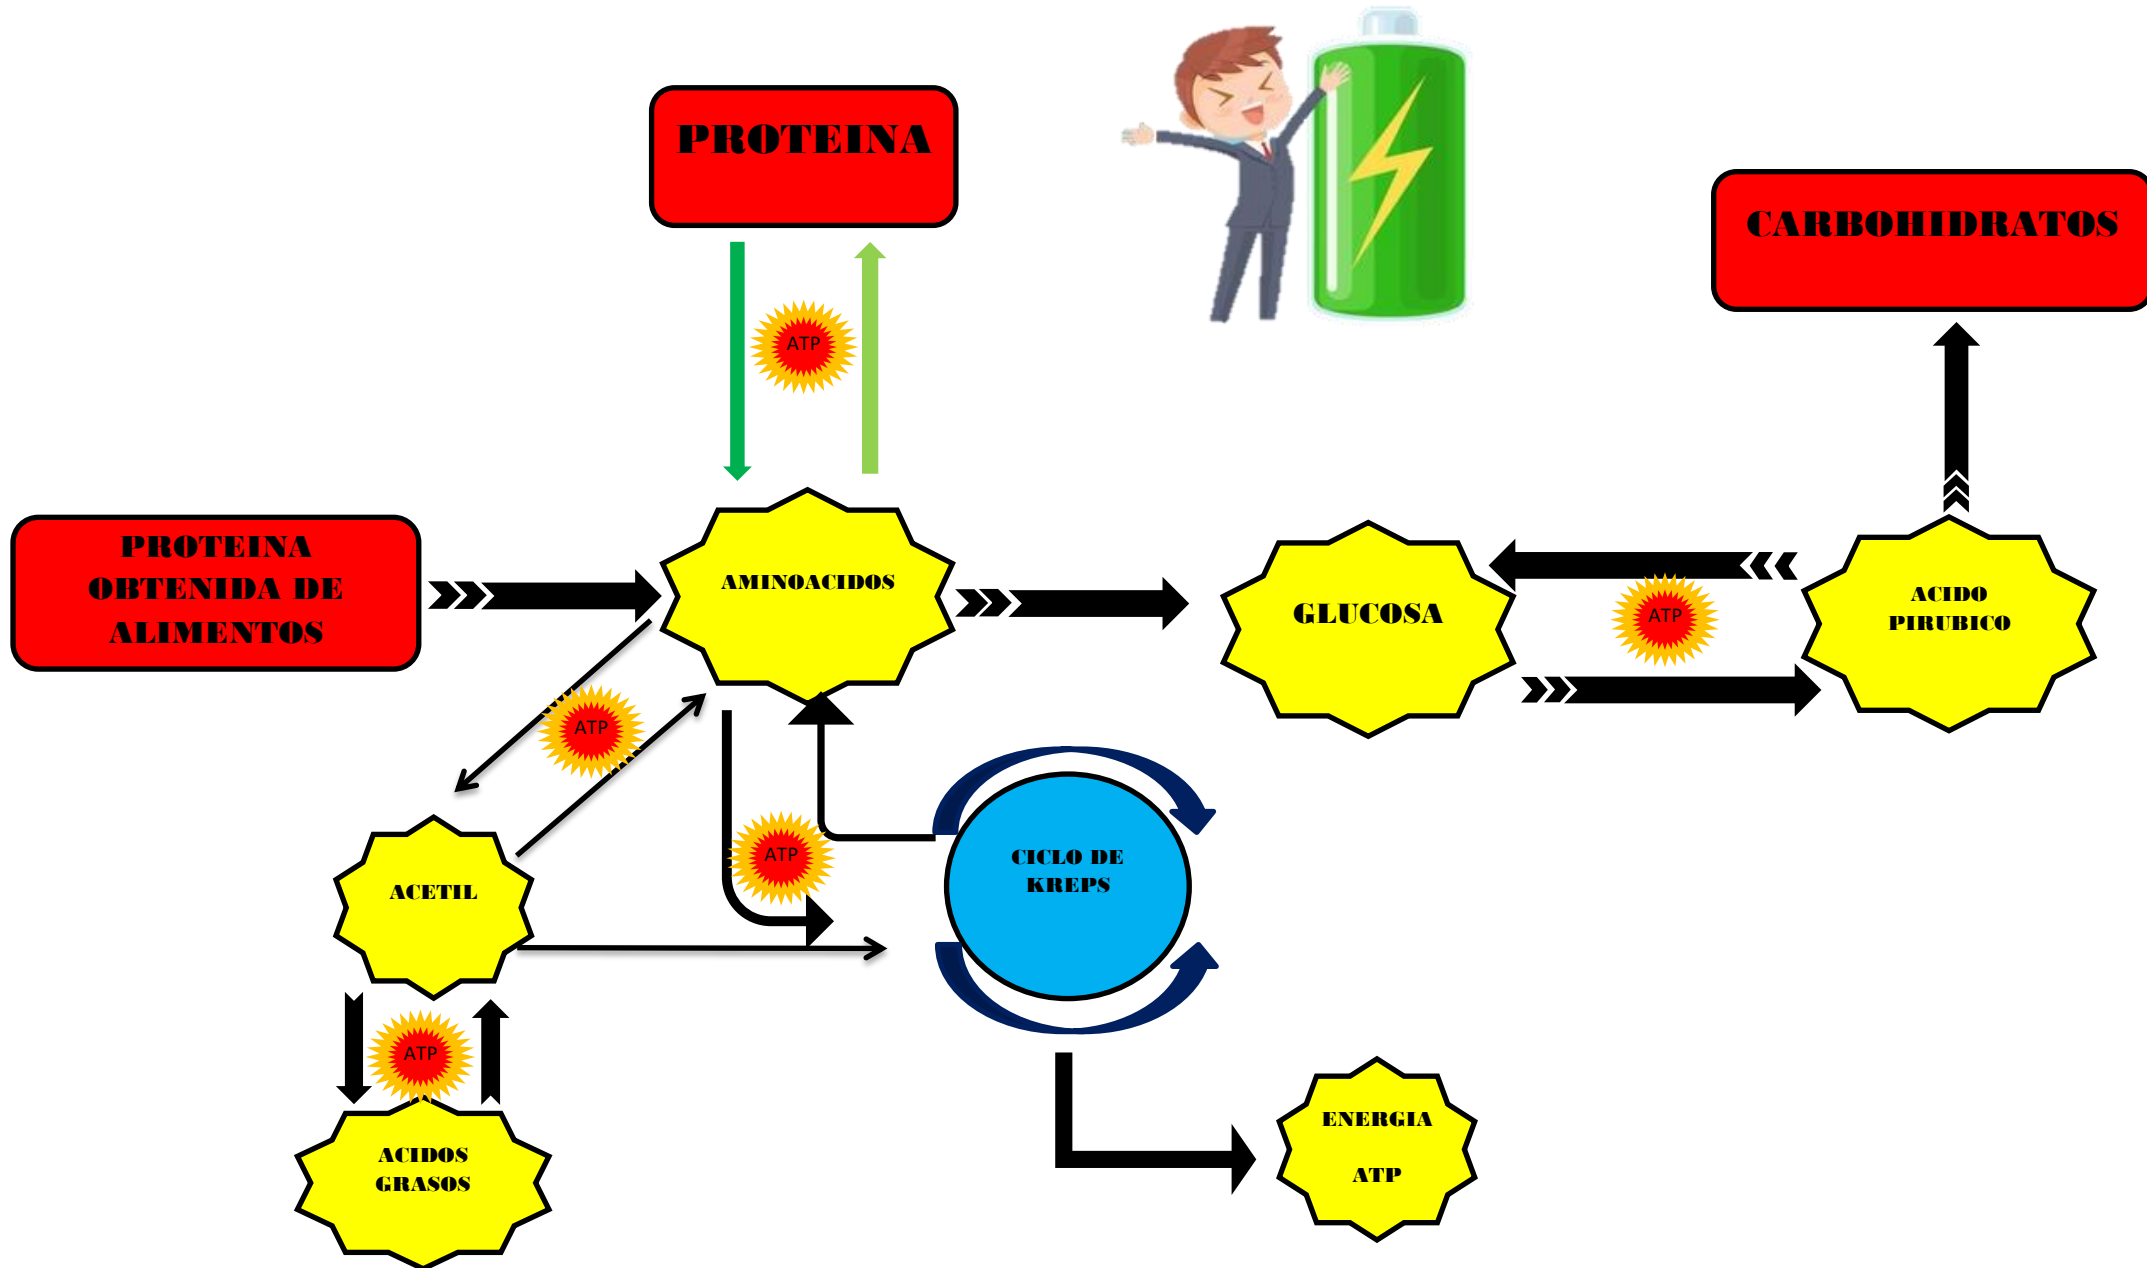 PROTEINA
CARBOHIDRATOS
ATP
PROTEINA
OBTENIDA DE
ALIMENTOS
AMINOACIDOS
GLUCOSA
ATP
ACIDO
PIRUBICO
ATP
ATP
ACETIL
CICLO DE
KREPS
ATP
ACIDOS
GRASOS
ENERGIA
ATP